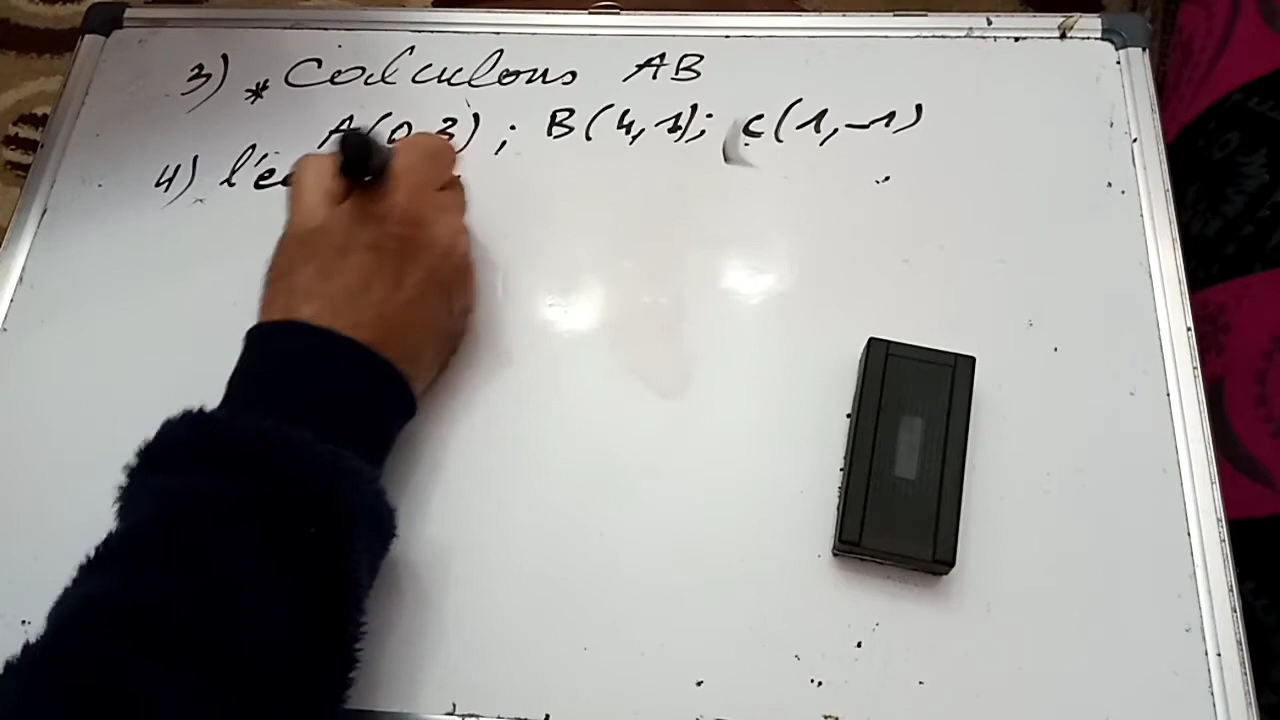 3) * Calculons AB
A(0,3) ; B(4,1); C(1,-1)
4)